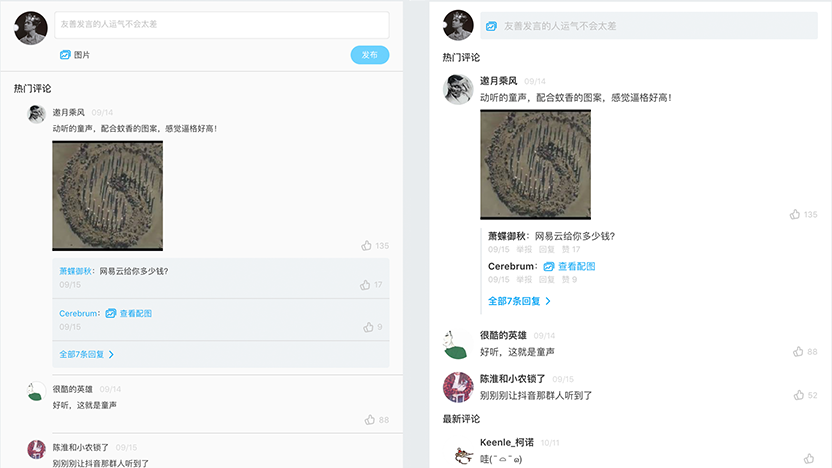 友善发言的人运气不会太差
图片
发布
热门评论
邀月乘风 09/14
动听的童声，配合蚊香的图案，感觉逼格好高！
135
萧蝶御秋：网易云给你多少钱？
09/15 17
Cerebrum： 查看配图
09/15 9
全部7条回复
很酷的英雄 09/14
好听，这就是童声
88
陈淮和小农锁了 09/15
别别别让抖音那群人听到了
友善发言的人运气不会太差
热门评论
邀月乘风 09/14
动听的童声，配合蚊香的图案，感觉逼格好高！
135
萧蝶御秋：网易云给你多少钱？
09/15 举报 回复 赞 17
Cerebrum： 查看配图
09/15 举报 回复 赞 9
全部7条回复
很酷的英雄 09/14
好听，这就是童声
88
陈淮和小农锁了 09/15
别别别让抖音那群人听到了
52
最新评论
Keenle_柯诺 10/11